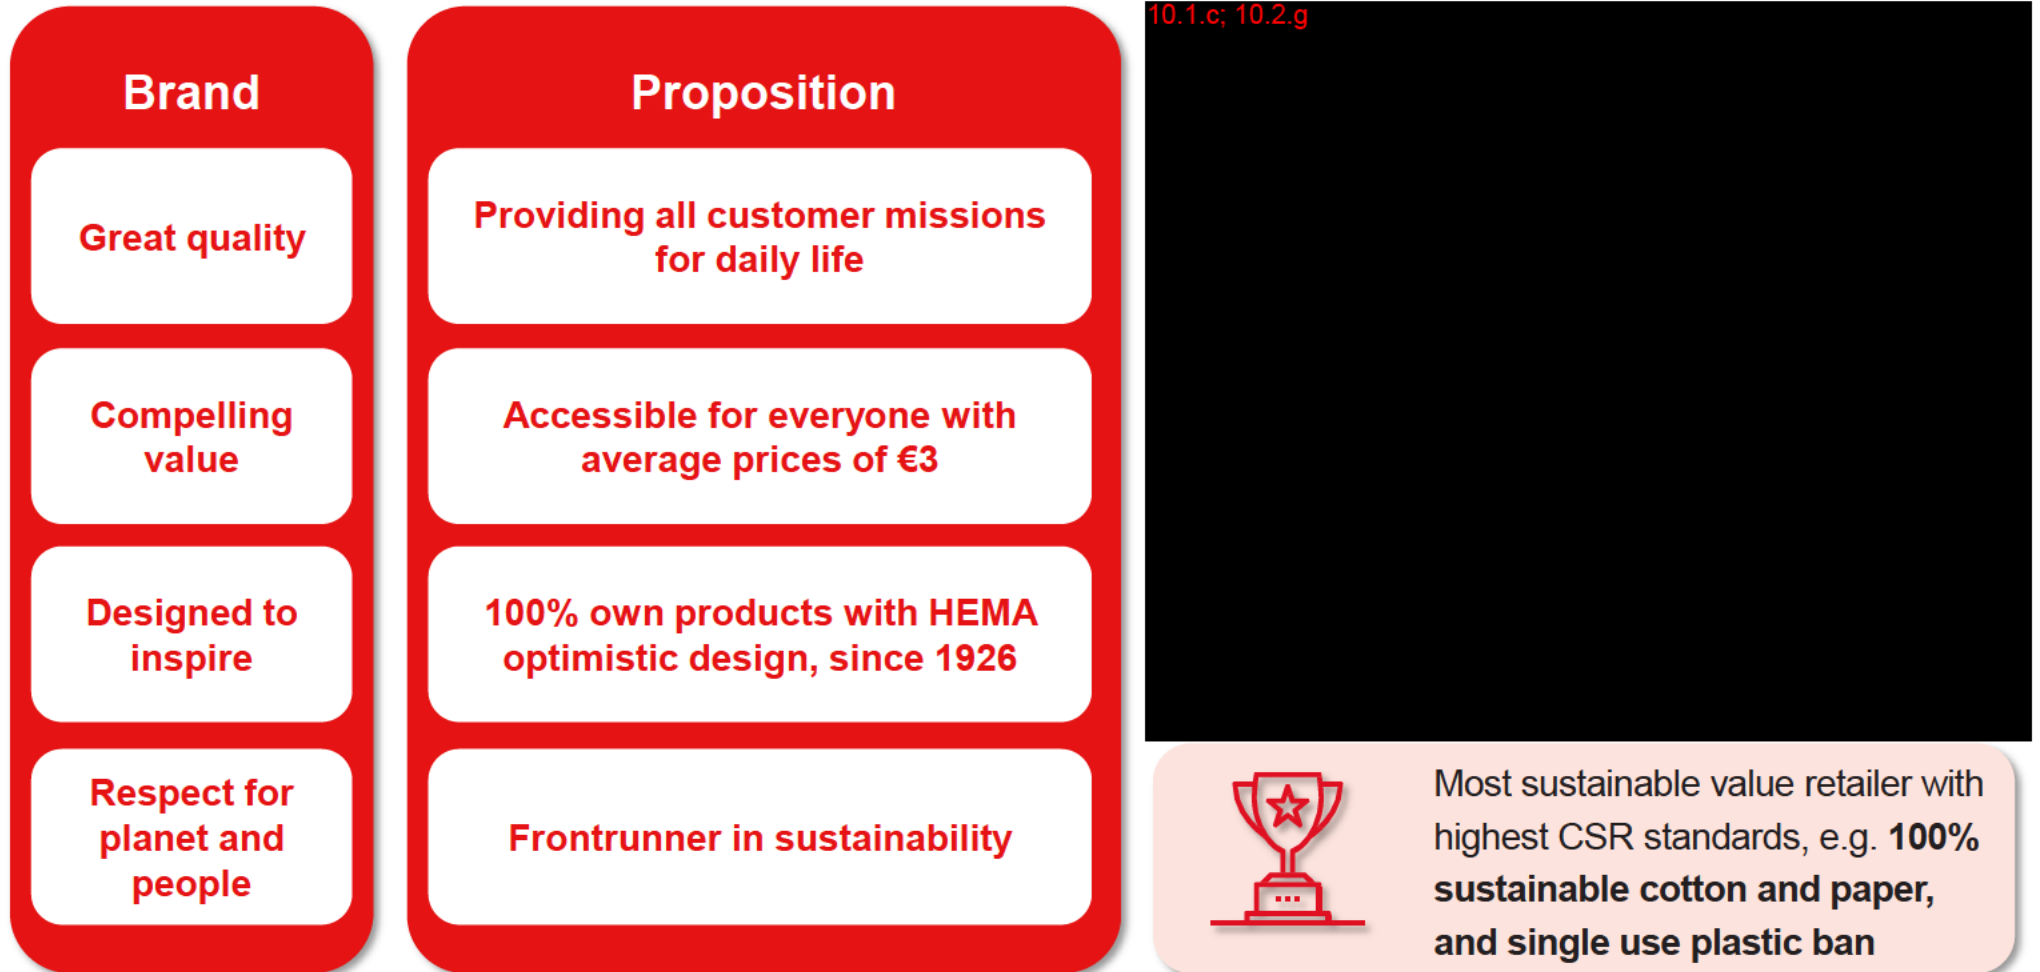 Brand
Great quality
Compelling
value
Designed to
inspire
Respect for
planet and
people
Proposition
Providing all customer missions
for daily life
Accessible for everyone with
average prices of €3
100% own products with HEMA
optimistic design, since 1926
Frontrunner in sustainability
10.1.c; 10.2.g
Most sustainable value retailer with
highest CSR standards, e.g. 100%
sustainable cotton and paper,
and single use plastic ban